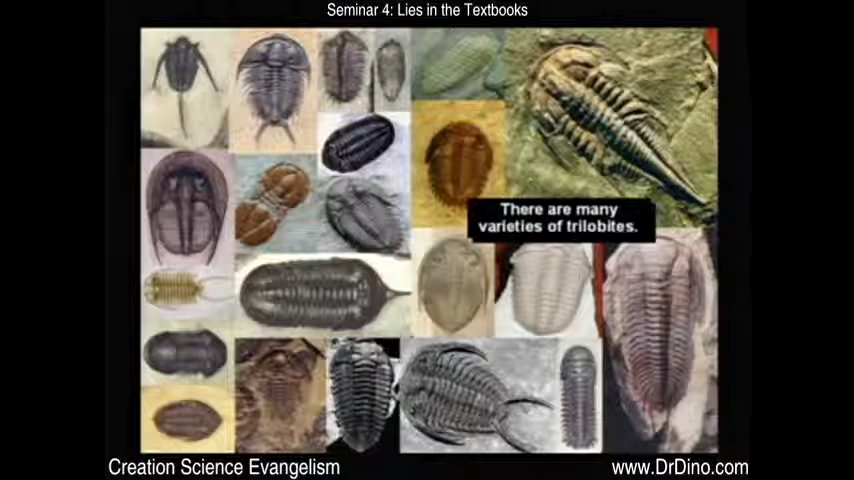 Seminar 4: Lies in the Textbooks
There are many
varieties of trilobites.
Creation Science Evangelism
www.DrDino.com